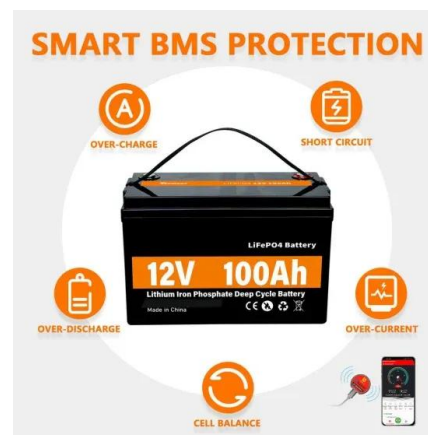 SMART BMS PROTECTION
A
OVER-CHARGE
SHORT CIRCUIT
LiFePO4 Battery
12V 100Ah
Lithium Iron Phosphate Deep Cycle Battery
Made in China
CE
OVER-DISCHARGE
OVER-CURRENT
CELL BALANCE